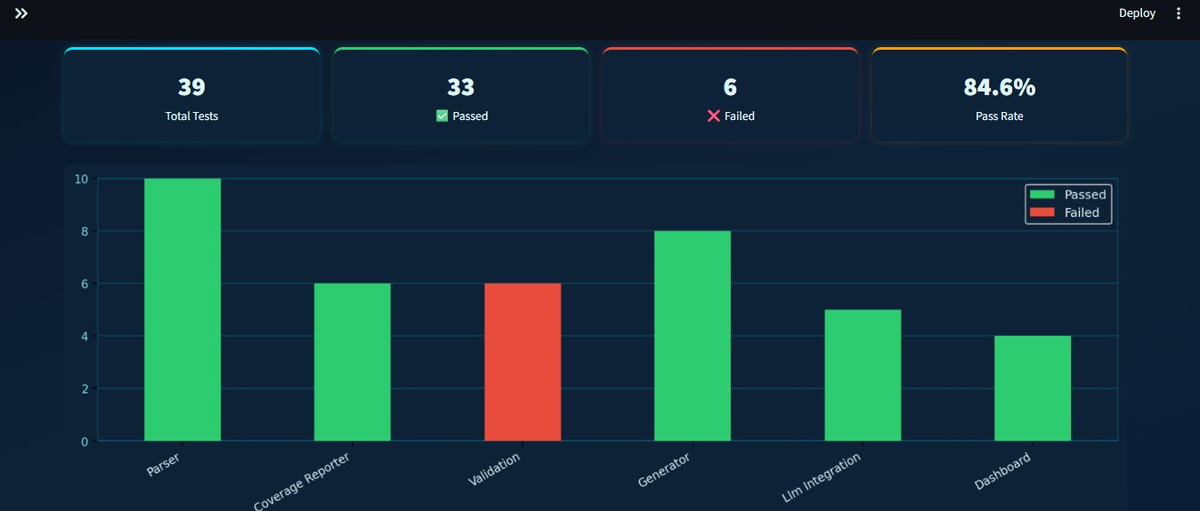 Deploy
39
Total Tests
33
✅ Passed
6
❌ Failed
84.6%
Pass Rate
Passed
Failed
10
8
6
4
2
0
Parser
Coverage Reporter
Validation
Generator
Llm Integration
Dashboard